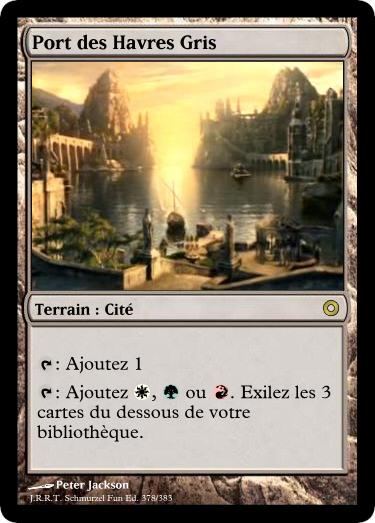 Port des Havres Gris
Terrain : Cité
: Ajoutez 1
: Ajoutez , ou . Exilez les 3
cartes du dessous de votre
bibliothèque.
Peter Jackson
J.R.R.T. Schmurzel Fun Ed. 378/383